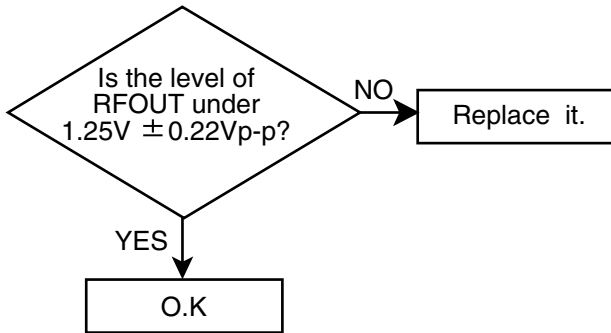 Is the level of
RFOUT under
1.25V ±0.22Vp-p?
NO
Replace it.
YES
O.K